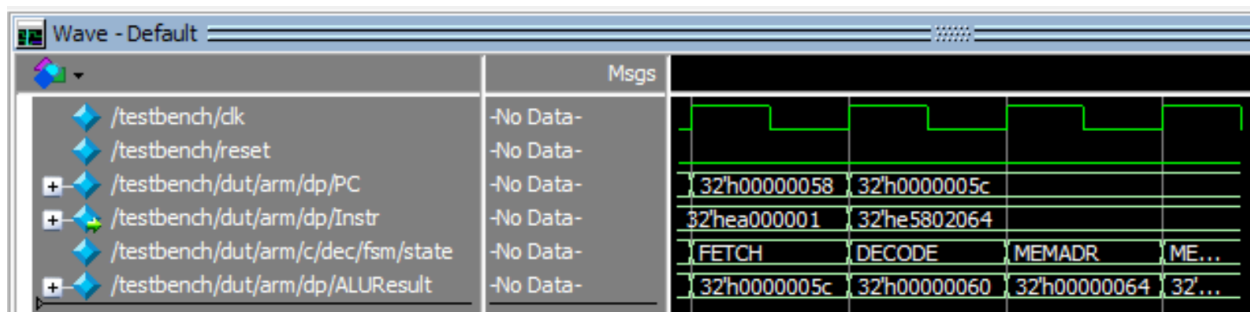 Wave - Default
Msgs
/testbench/clk -No Data-
/testbench/reset -No Data-
/testbench/dut/arm/dp/PC -No Data- 32'h00000058 32'h0000005c
/testbench/dut/arm/dp/Instr -No Data- 32'hea000001 32'he5802064
/testbench/dut/arm/c/dec/fsm/state -No Data- FETCH DECODE MEMADR ME...
/testbench/dut/arm/dp/ALUResult -No Data- 32'h0000005c 32'h00000060 32'h00000064 32'...